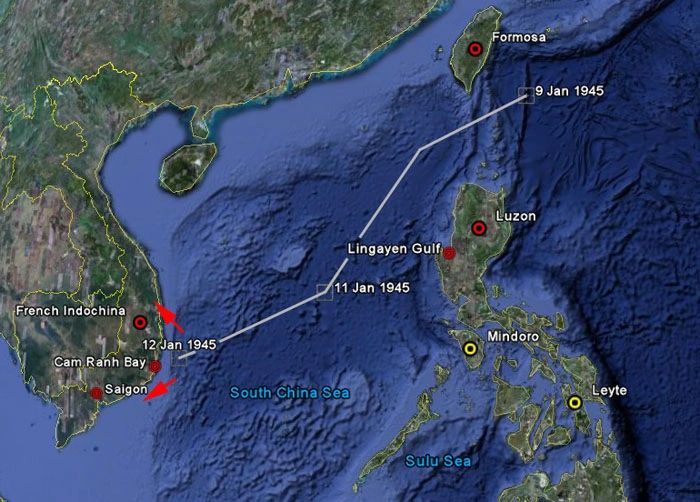 Formosa
9 Jan 1945
Luzon
Lingayen Gulf
11 Jan 1945
French Indochina
Mindoro
12 Jan 1945
Cam Ranh Bay
Saigon
South China Sea
Leyte
Sulu Sea